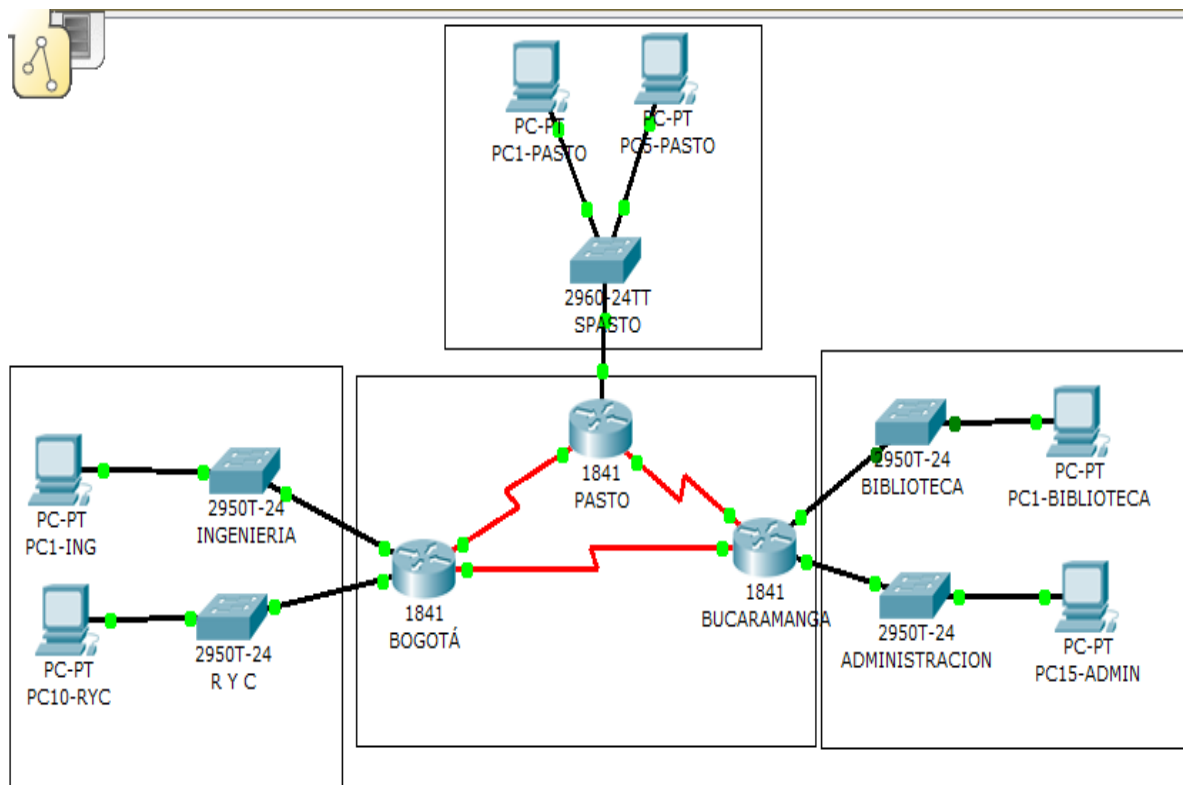 PC-PT
PC1-PASTO
PC-PT
PC5-PASTO
2960-24TT
SPASTO
PC-PT
PC1-ING
2950T-24
INGENIERIA
PC-PT
PC10-RYC
2950T-24
R Y C
1841
PASTO
1841
BOGOTÁ
1841
BUCARAMANGA
2950T-24
BIBLIOTECA
PC-PT
PC1-BIBLIOTECA
2950T-24
ADMINISTRACION
PC-PT
PC15-ADMIN